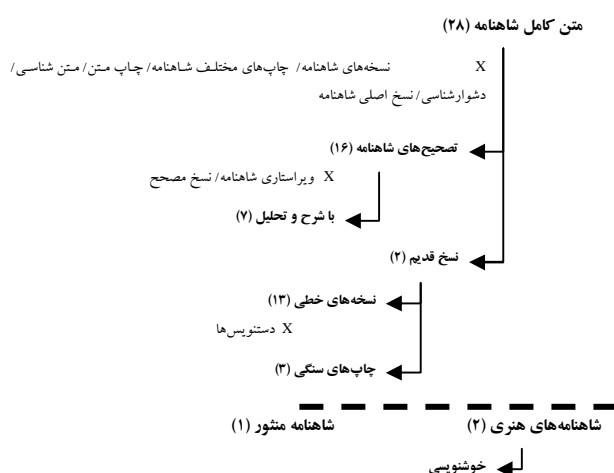 متن کامل شاهنامه (۲۸)
X نسخه‌های شاهنامه/ چاپ‌های مختلف شاهنامه/ چاپ متن/ متن شناسی/
دشوارشناسی/ نسخ اصلی شاهنامه
تصحیح‌های شاهنامه (۱۶)
X ویراستاری شاهنامه/ نسخ مصحح
با شرح و تحلیل (۷)
نسخ قدیم (۲)
نسخه‌های خطی (۱۳)
X دستنویس‌ها
چاپ‌های سنگی (۳)
شاهنامه‌های هنری (۲) شاهنامه منثور (۱)
خوشنویسی